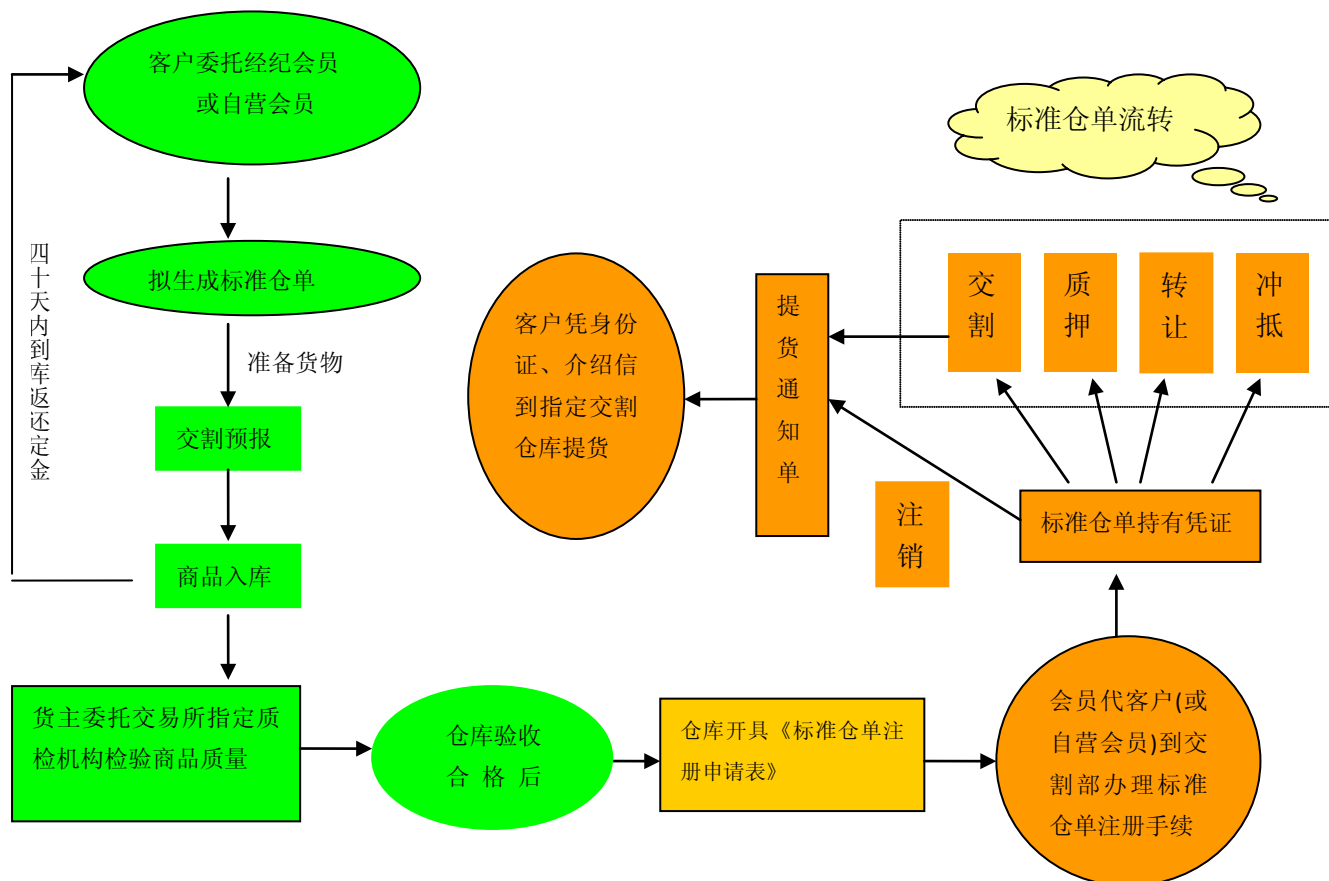 客户委托经纪会员
或自营会员
四十天内到库返还定金
拟生成标准仓单
准备货物
交割预报
商品入库
货主委托交易所指定质
检机构检验商品质量
仓库验收
合 格 后
仓库开具《标准仓单注
册申请表》
会员代客户(或
自营会员)到交
割部办理标准
仓单注册手续
标准仓单持有凭证
注
销
标准仓单流转
交
割
质
押
转
让
冲
抵
提
货
通
知
单
客户凭身份
证、介绍信
到指定交割
仓库提货